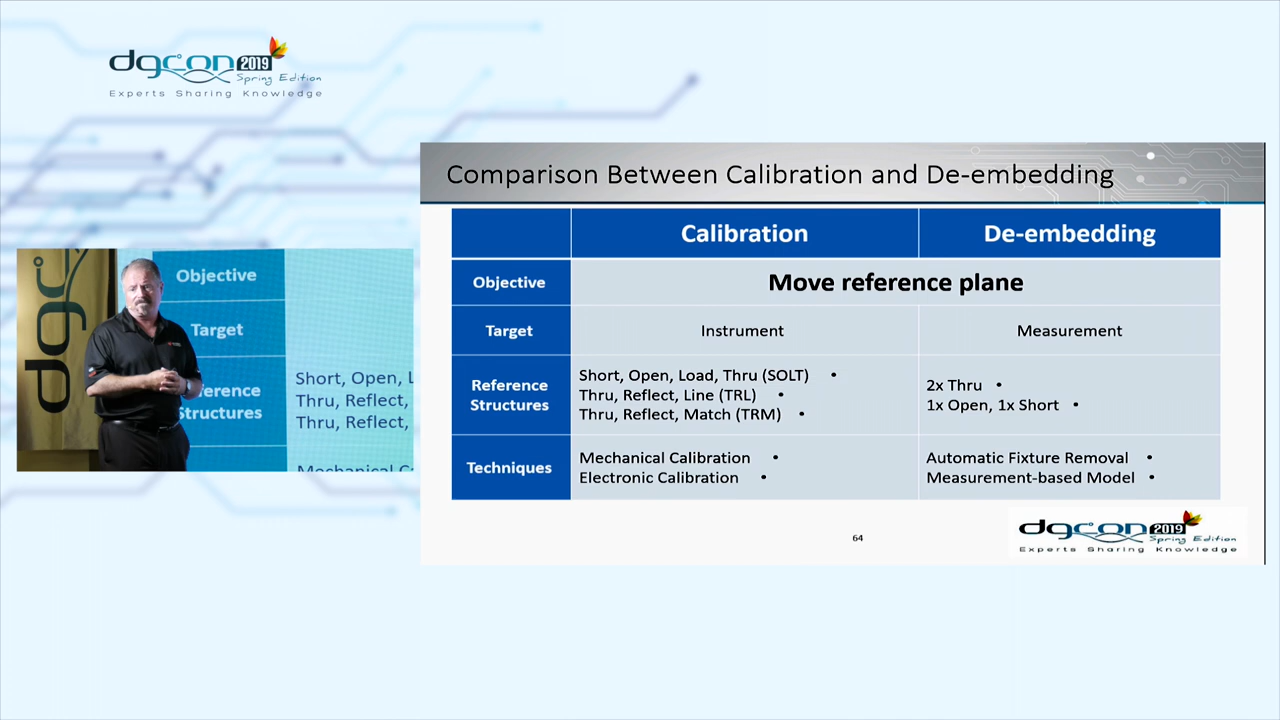 dgcon 2019
Spring Edition
Experts Sharing Knowledge
Comparison Between Calibration and De-embedding
Calibration De-embedding
Objective Move reference plane
Target Instrument Measurement
Reference Structures
Short, Open, Load, Thru (SOLT) •
Thru, Reflect, Line (TRL) •
Thru, Reflect, Match (TRM) •
2x Thru •
1x Open, 1x Short •
Techniques
Mechanical Calibration •
Electronic Calibration •
Automatic Fixture Removal •
Measurement-based Model •
64
dgcon 2019
Spring Edition
Experts Sharing Knowledge
dgc
Objective
Target
Structures
Short, Open, L
Thru, Reflect,
Thru, Reflect,